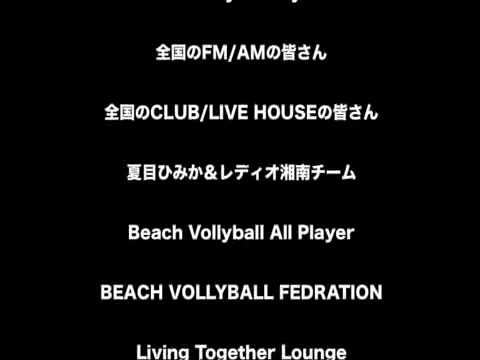 全国のFM/AMの皆さん
全国のCLUB/LIVE HOUSEの皆さん
夏目ひみか&レディオ湘南チーム
Beach Vollyball All Player
BEACH VOLLYBALL FEDRATION
Living Together Lounge